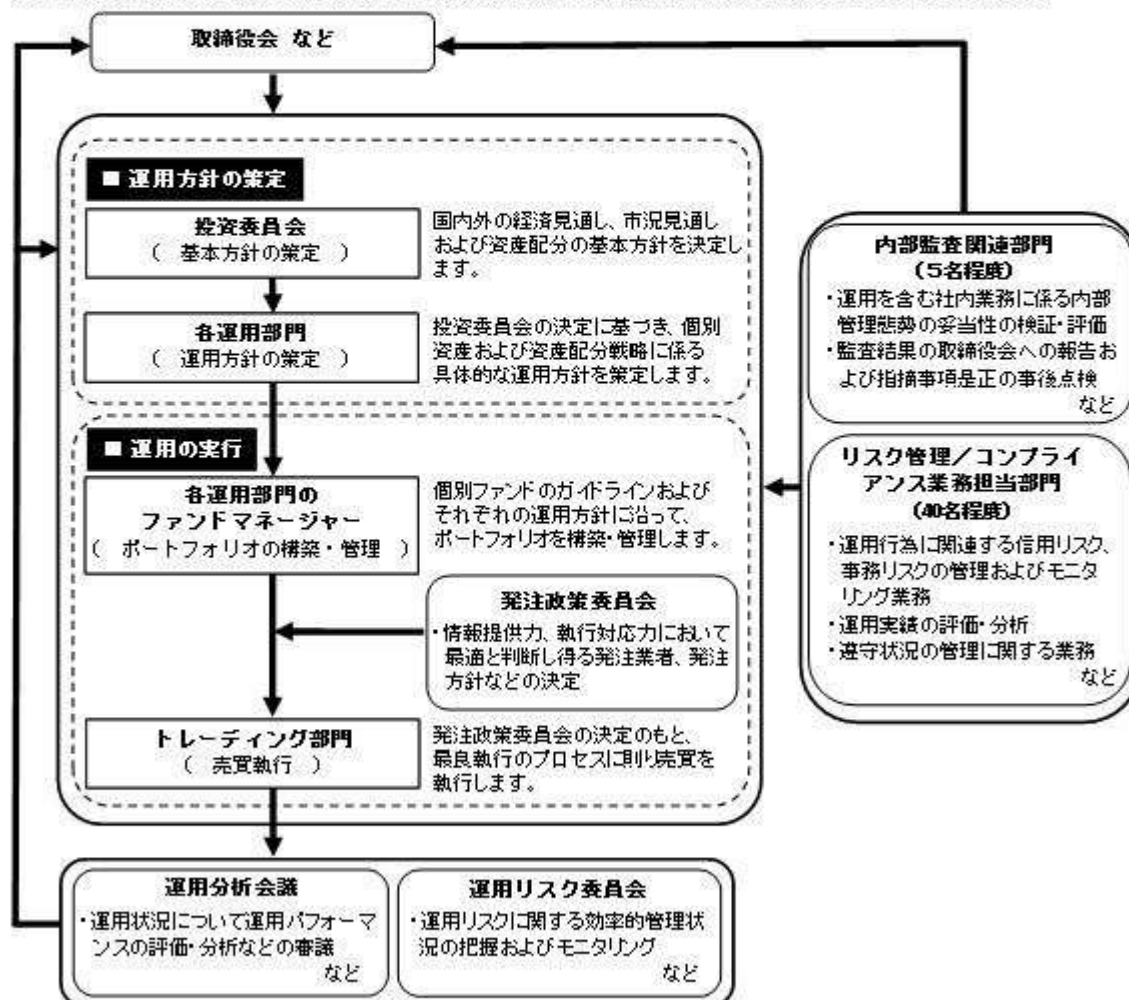 取締役会 など
■ 運用方針の策定
投資委員会
( 基本方針の策定 )
国内外の経済見通し、市況見通し
および資産配分の基本方針を決定し
ます。
各運用部門
( 運用方針の策定 )
投資委員会の決定に基づき、個別
資産および資産配分戦略に係る
具体的な運用方針を策定します。
■ 運用の実行
各運用部門の
ファンドマネージャー
( ポートフォリオの構築・管理 )
個別ファンドのガイドラインおよび
それぞれの運用方針に沿って、
ポートフォリオを構築・管理します。
発注政策委員会
・情報提供力、執行対応力において
最適と判断し得る発注業者、発注
方針などの決定
トレーディング部門
( 売買執行 )
発注政策委員会の決定のもと、
最良執行のプロセスに則り売買を
執行します。
内部監査関連部門
(5名程度)
・運用を含む社内業務に係る内部
管理態勢の妥当性の検証・評価
・監査結果の取締役会への報告お
よび指摘事項是正の事後点検
など
リスク管理/コンプライ
アンス業務担当部門
(40名程度)
・運用行為に関連する信用リスク、
事務リスクの管理およびモニタ
リング業務
・運用実績の評価・分析
・遵守状況の管理に関する業務
など
運用分析会議
・運用状況について運用パフォーマ
ンスの評価・分析などの審議
など
運用リスク委員会
・運用リスクに関する効率的管理状
況の把握およびモニタリング
など